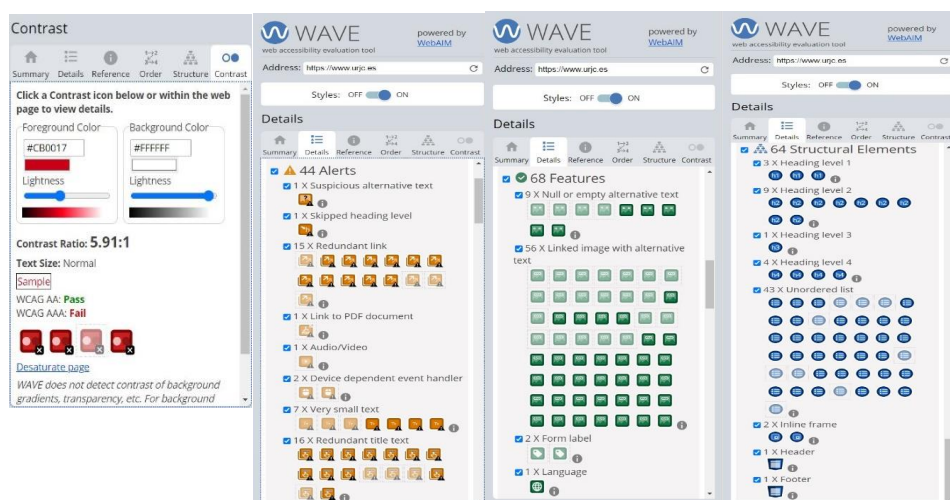 Contrast
Summary Details Reference Order Structure Contrast
Click a Contrast icon below or within the web
page to view details.
Foreground Color
Background Color
#CB0017
#FFFFFF
Lightness
Lightness
Contrast Ratio: 5.91:1
Text Size: Normal
Sample
WCAG AA: Pass
WCAG AAA: Fail
Desaturate page
WAVE does not detect contrast of background
gradients, transparency, etc. For background
WAVE
web accessibility evaluation tool
powered by
WebAIM
Address: https://www.urjc.es
Styles: OFF ON
Details
Summary Details Reference Order Structure Contrast
44 Alerts
1 X Suspicious alternative text
1 X Skipped heading level
15 X Redundant link
1 X Link to PDF document
1 X Audio/Video
2 X Device dependent event handler
7 X Very small text
16 X Redundant title text
WAVE
web accessibility evaluation tool
powered by
WebAIM
Address: https://www.urjc.es
Styles: OFF ON
Details
Summary Details Reference Order Structure Contrast
68 Features
9 X Null or empty alternative text
56 X Linked image with alternative
text
2 X Form label
1 X Language
WAVE
web accessibility evaluation tool
powered by
WebAIM
Address: https://www.urjc.es
Styles: OFF ON
Details
Summary Details Reference Order Structure Contrast
64 Structural Elements
3 X Heading level 1
h1 h1 h1
9 X Heading level 2
h2 h2 h2 h2 h2 h2 h2
h2 h2
1 X Heading level 3
h3
4 X Heading level 4
h4 h4 h4 h4
43 X Unordered list
2 X Inline frame
1 X Header
1 X Footer